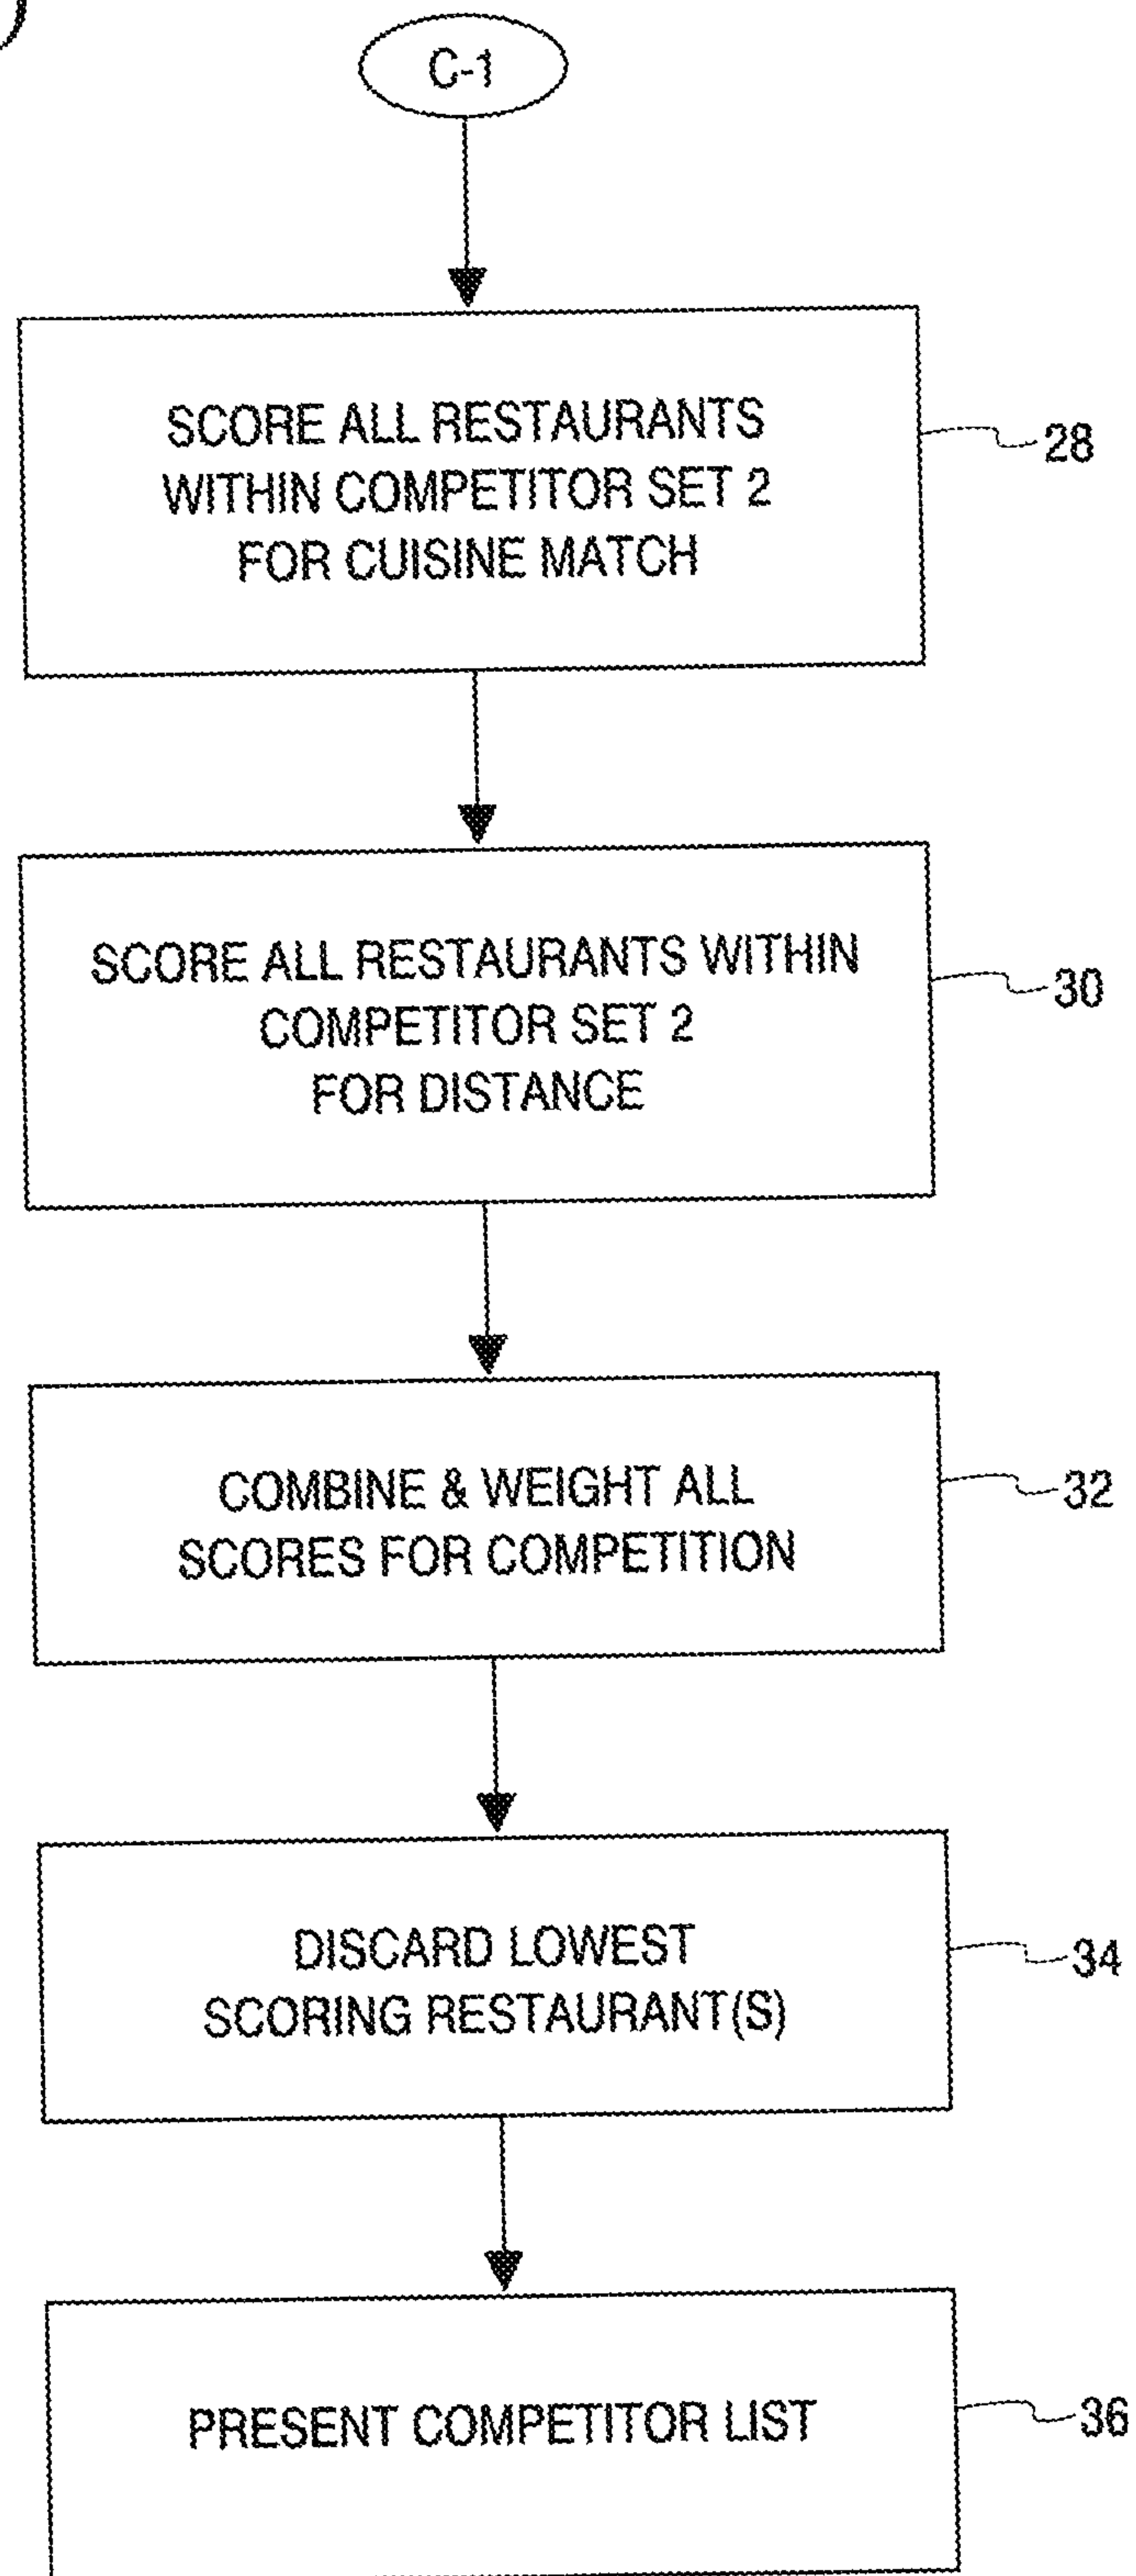 )
C-1
SCORE ALL RESTAURANTS
WITHIN COMPETITOR SET 2
FOR CUISINE MATCH
28
SCORE ALL RESTAURANTS WITHIN
COMPETITOR SET 2
FOR DISTANCE
30
COMBINE & WEIGHT ALL
SCORES FOR COMPETITION
32
DISCARD LOWEST
SCORING RESTAURANT(S)
34
PRESENT COMPETITOR LIST
36